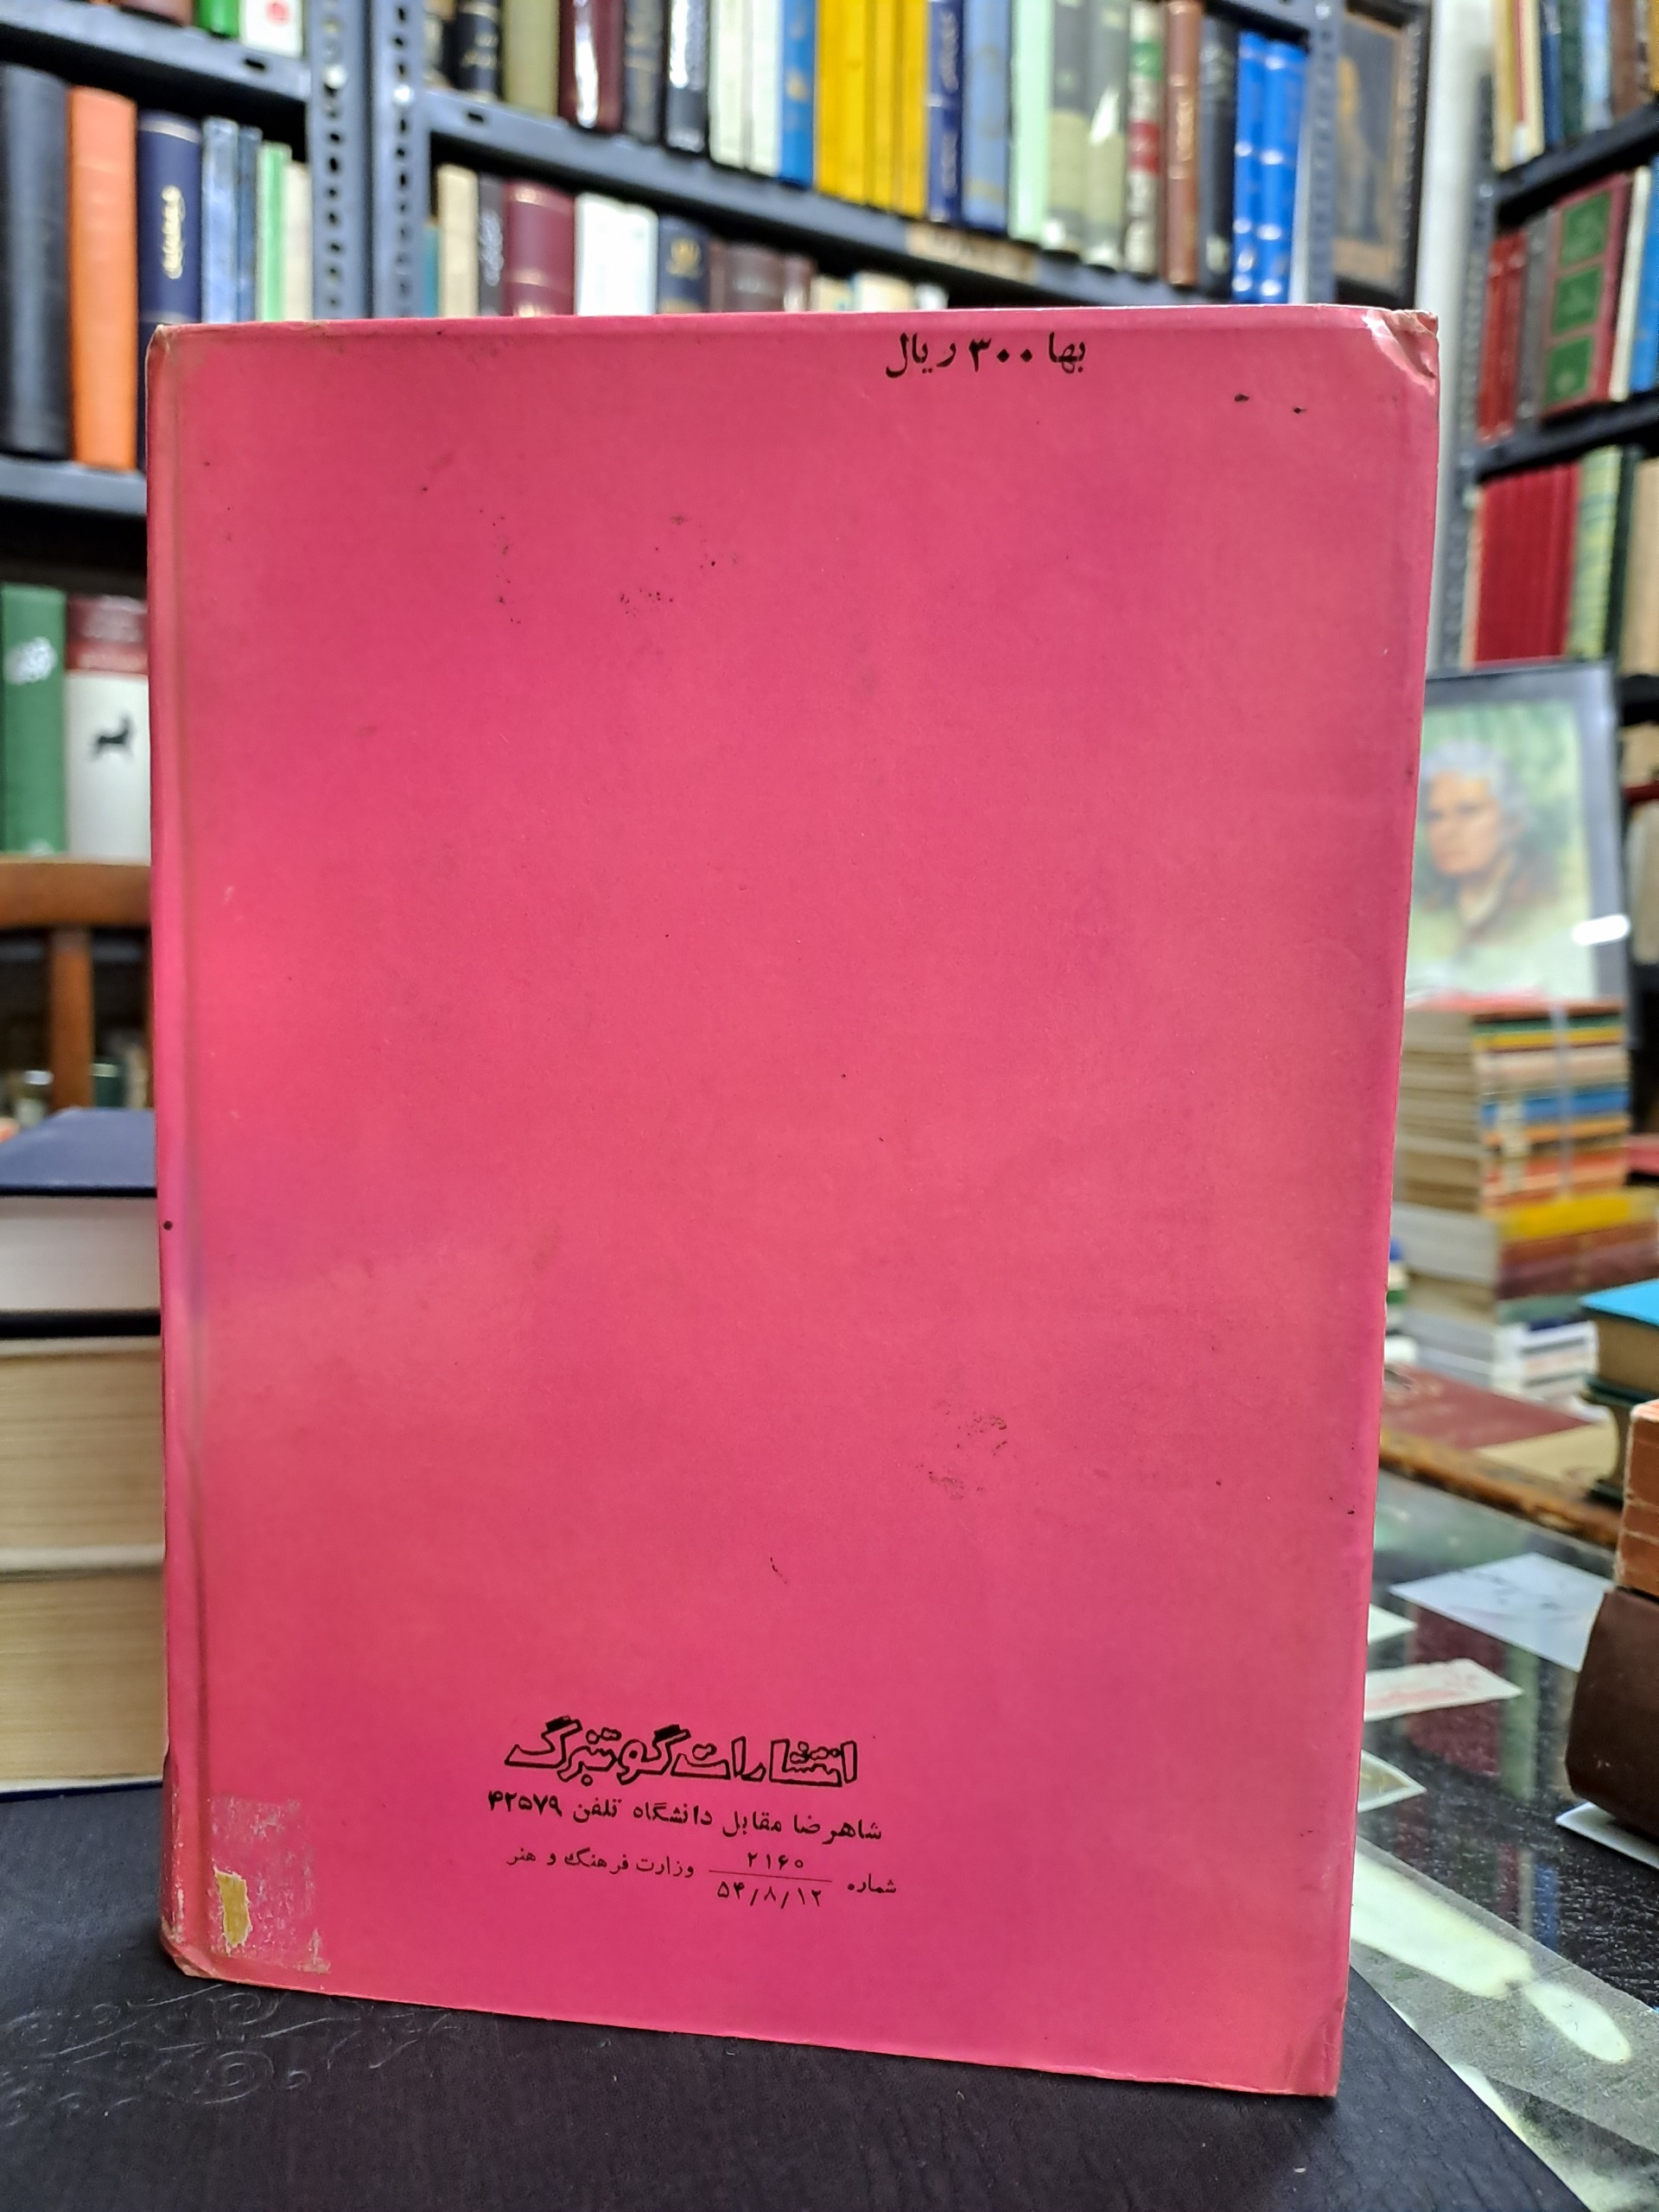 بها ۳۰۰ ریال
انتشارات گوتنبرگ
شاهرضا مقابل دانشگاه تلفن ۴۲۵۷۹
شماره ۲۱۶۰ / ۵۴/۸/۱۲ وزارت فرهنگ و هنر